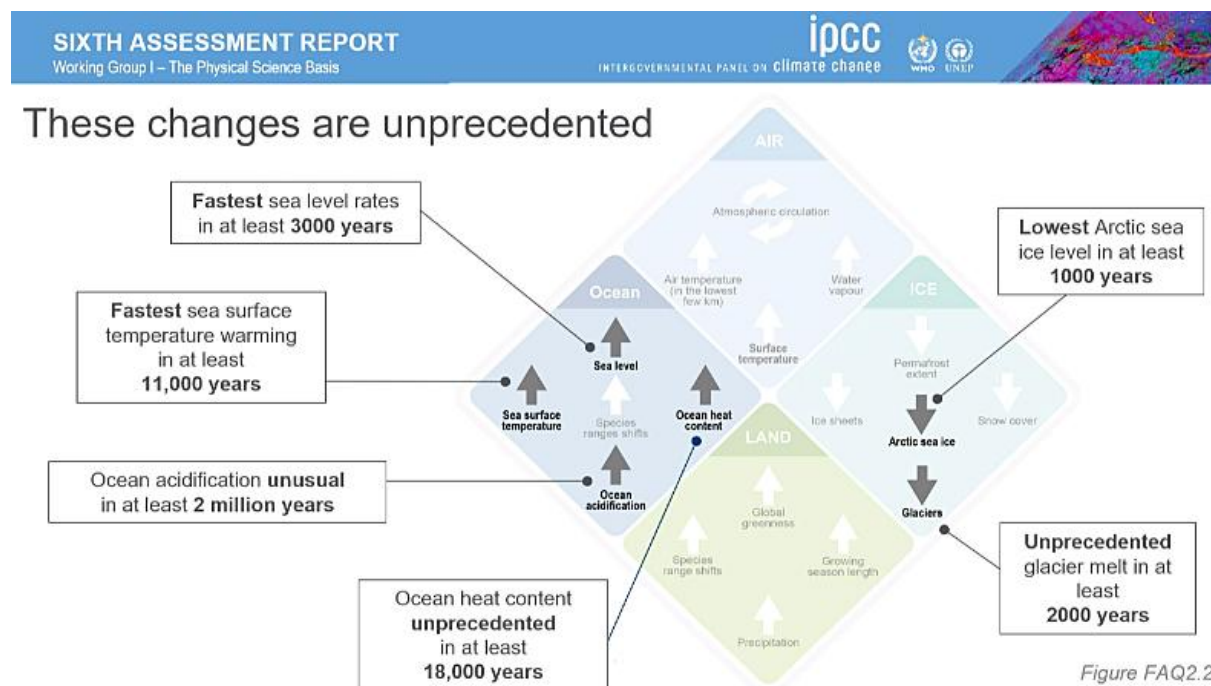 SIXTH ASSESSMENT REPORT
Working Group I – The Physical Science Basis
ipcc
INTERGOVERNMENTAL PANEL ON climate change
WMO
UNEP
These changes are unprecedented
Fastest sea level rates
in at least 3000 years
Fastest sea surface
temperature warming
in at least
11,000 years
Ocean acidification unusual
in at least 2 million years
Ocean heat content
unprecedented
in at least
18,000 years
AIR
Atmospheric circulation
Air temperature
(in the lowest
few km)
Water
vapour
Surface
temperature
Ocean
Sea level
Sea surface
temperature
Species
ranges shifts
Ocean heat
content
Ocean
acidification
ICE
Permafrost
extent
Ice sheets
Snow cover
Arctic sea ice
Glaciers
LAND
Global
greenness
Species
range shifts
Growing
season length
Precipitation
Lowest Arctic sea
ice level in at least
1000 years
Unprecedented
glacier melt in at
least
2000 years
Figure FAQ2.2